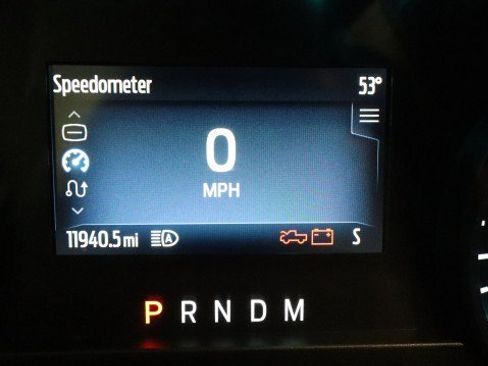 Speedometer 53°
0
MPH
11940.5 mi A S
P R N D M